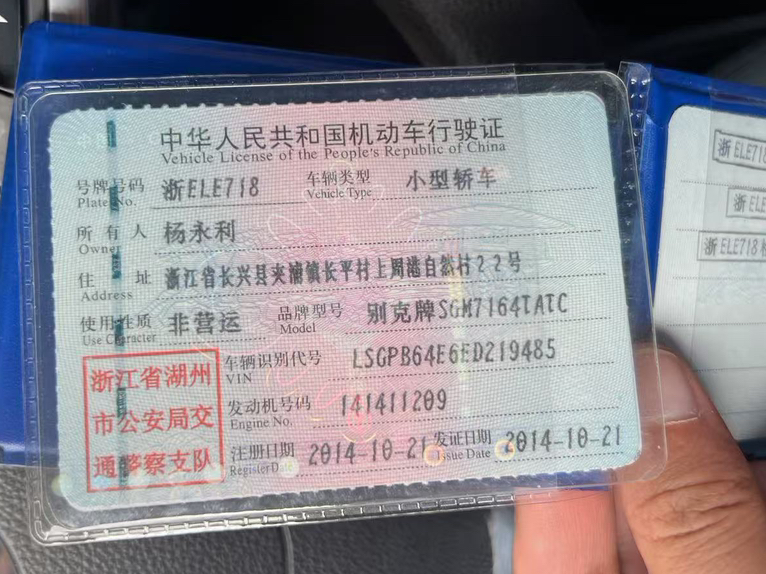 中华人民共和国机动车行驶证
Vehicle License of the People's Republic of China
号牌号码 浙ELE718 车辆类型 小型轿车
Plate No. Vehicle Type
所有人 杨永利
Owner
住址 浙江省长兴县夹浦镇长平村上周港自然村22号
Address
使用性质 非营运 品牌型号 别克牌SGM7164TATC
Use Character Model
车辆识别代号 LSGPB64E6ED219485
VIN
发动机号码 141411209
Engine No.
注册日期 2014-10-21 发证日期 2014-10-21
Register Date Issue Date
浙江省湖州
市公安局交
通警察支队
浙ELE718
浙ELE
浙ELE718